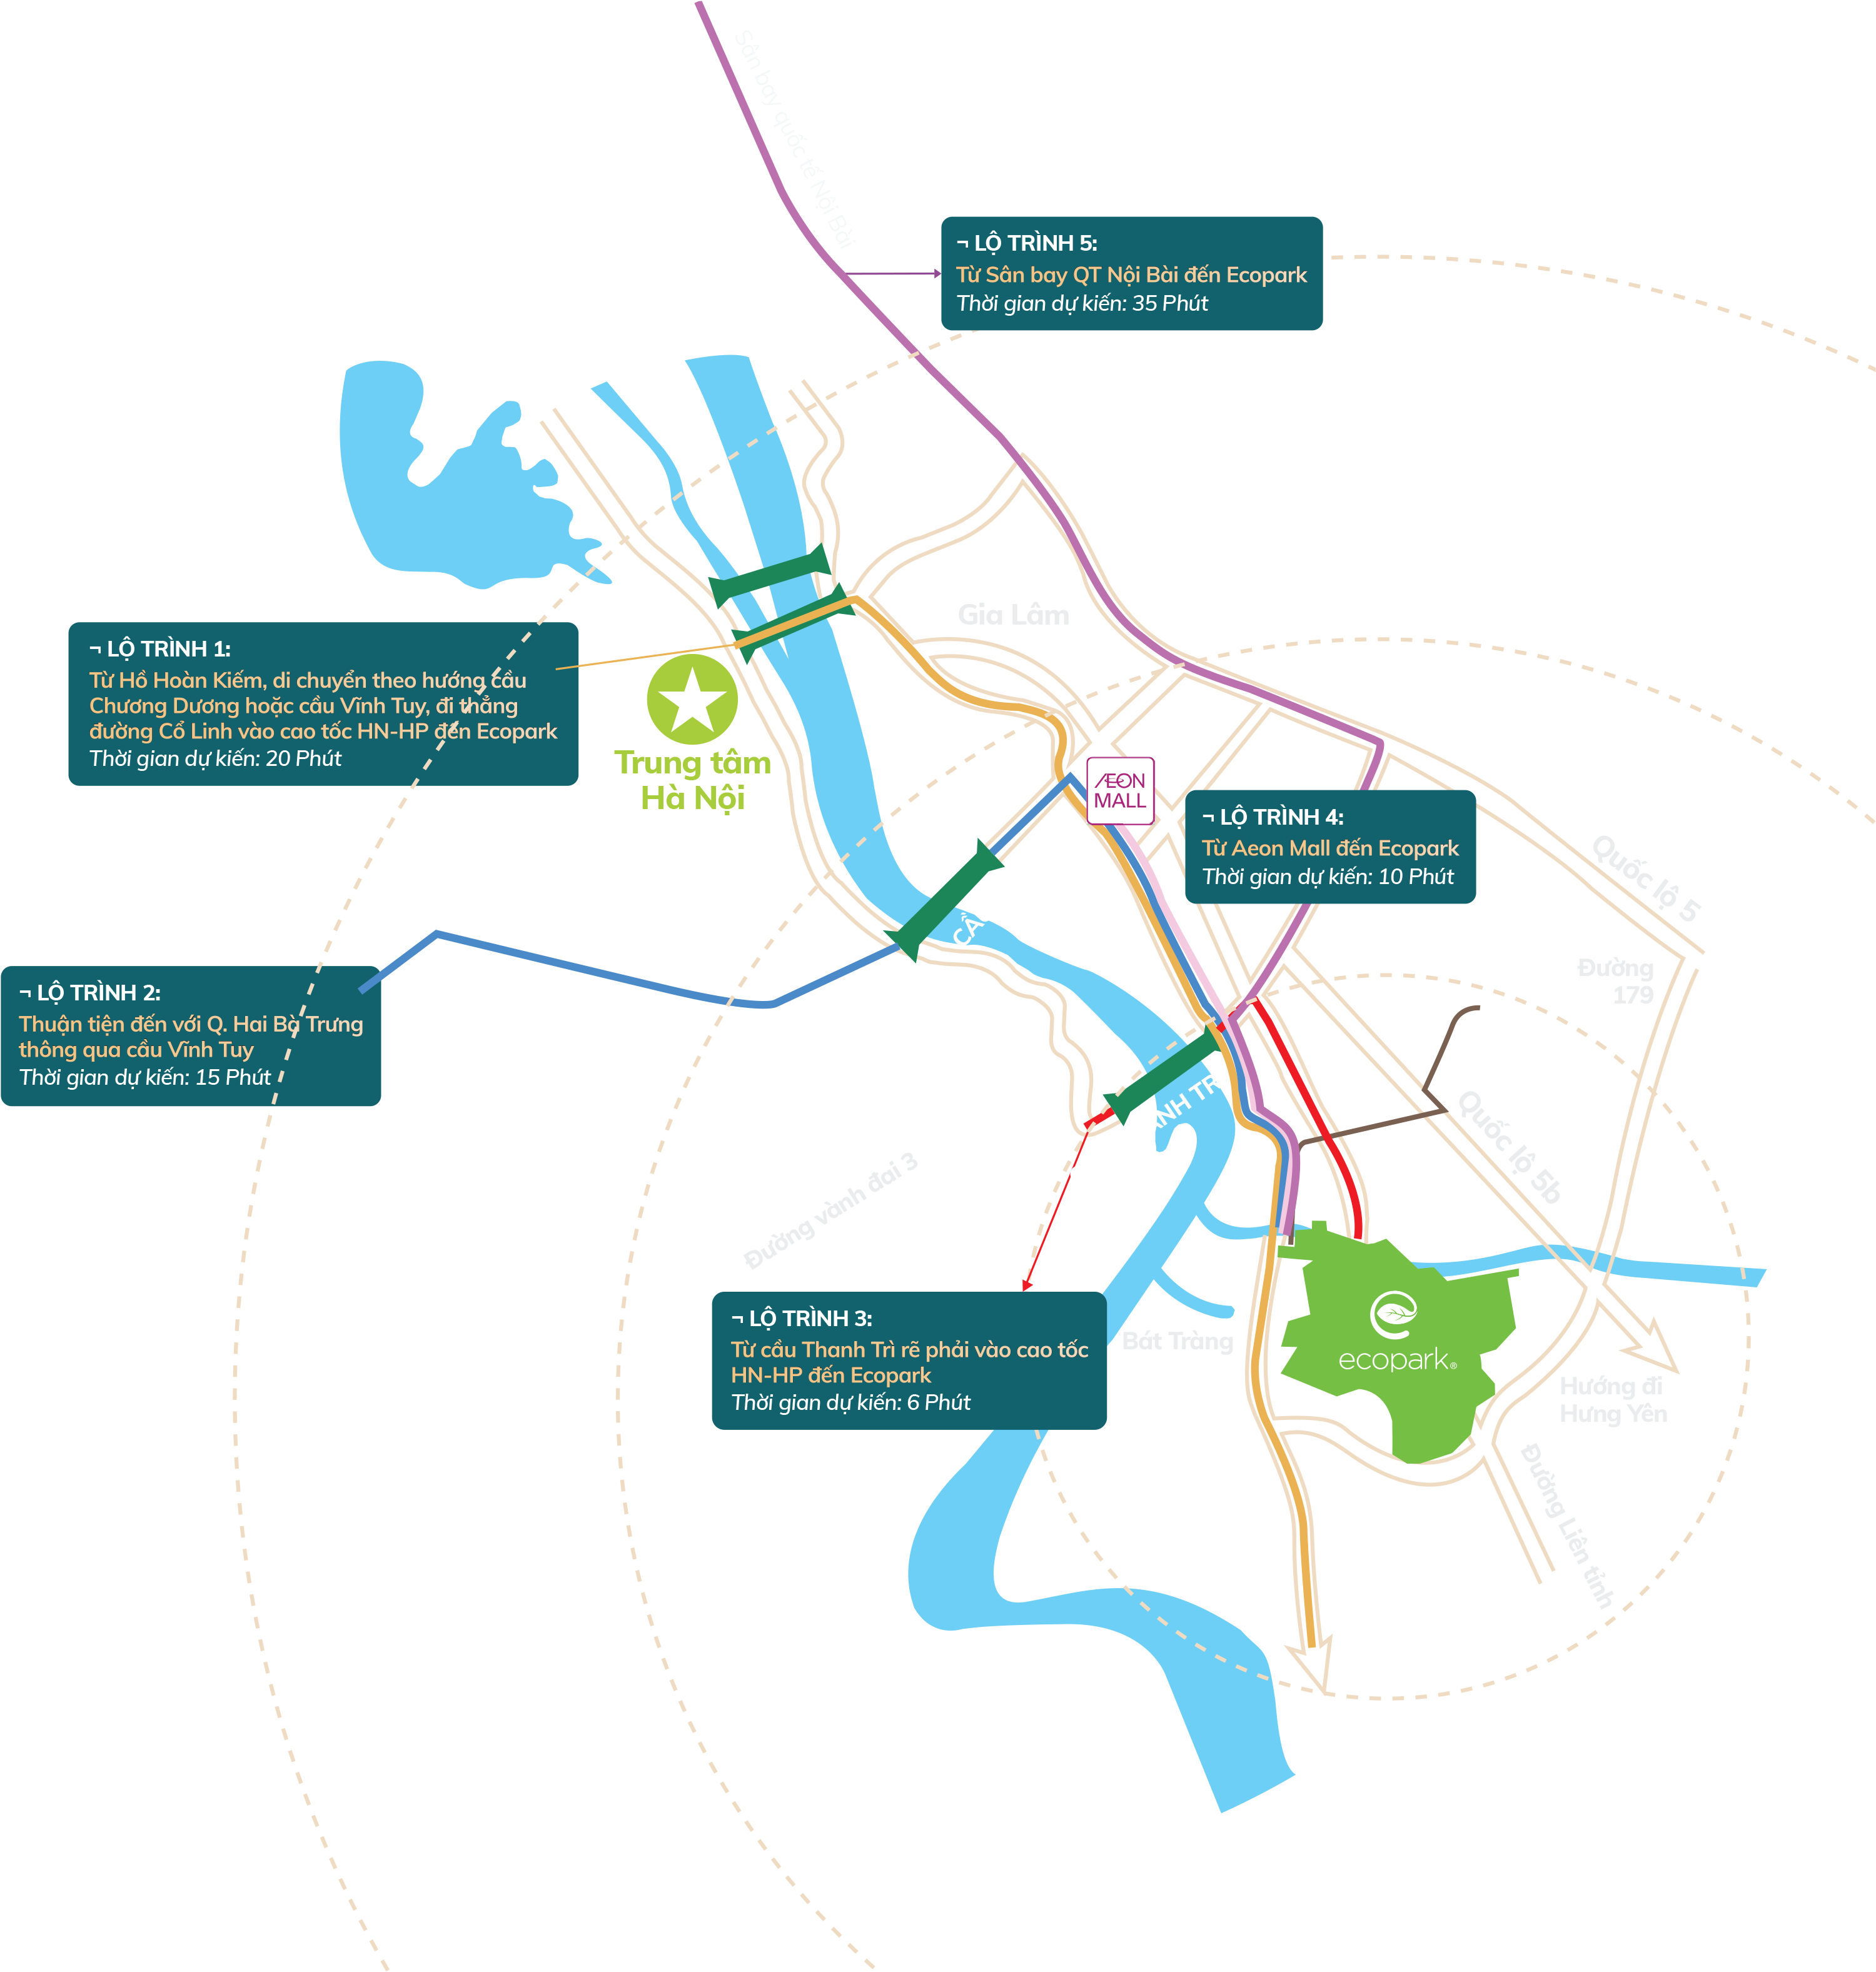 Sân bay quốc tế Nội Bài
¬ LỘ TRÌNH 5:
Từ Sân bay QT Nội Bài đến Ecopark
Thời gian dự kiến: 35 Phút
Gia Lâm
¬ LỘ TRÌNH 1:
Từ Hồ Hoàn Kiếm, di chuyển theo hướng cầu
Chương Dương hoặc cầu Vĩnh Tuy, đi thẳng
đường Cổ Linh vào cao tốc HN-HP đến Ecopark
Thời gian dự kiến: 20 Phút
Trung tâm
Hà Nội
ÆON
MALL
¬ LỘ TRÌNH 4:
Từ Aeon Mall đến Ecopark
Thời gian dự kiến: 10 Phút
Quốc lộ 5
Đường
179
¬ LỘ TRÌNH 2:
Thuận tiện đến với Q. Hai Bà Trưng
thông qua cầu Vĩnh Tuy
Thời gian dự kiến: 15 Phút
Quốc lộ 5b
Đường vành đai 3
¬ LỘ TRÌNH 3:
Từ cầu Thanh Trì rẽ phải vào cao tốc
HN-HP đến Ecopark
Thời gian dự kiến: 6 Phút
Bát Tràng
ecopark®
Hướng đi
Hưng Yên
Đường Liên tỉnh